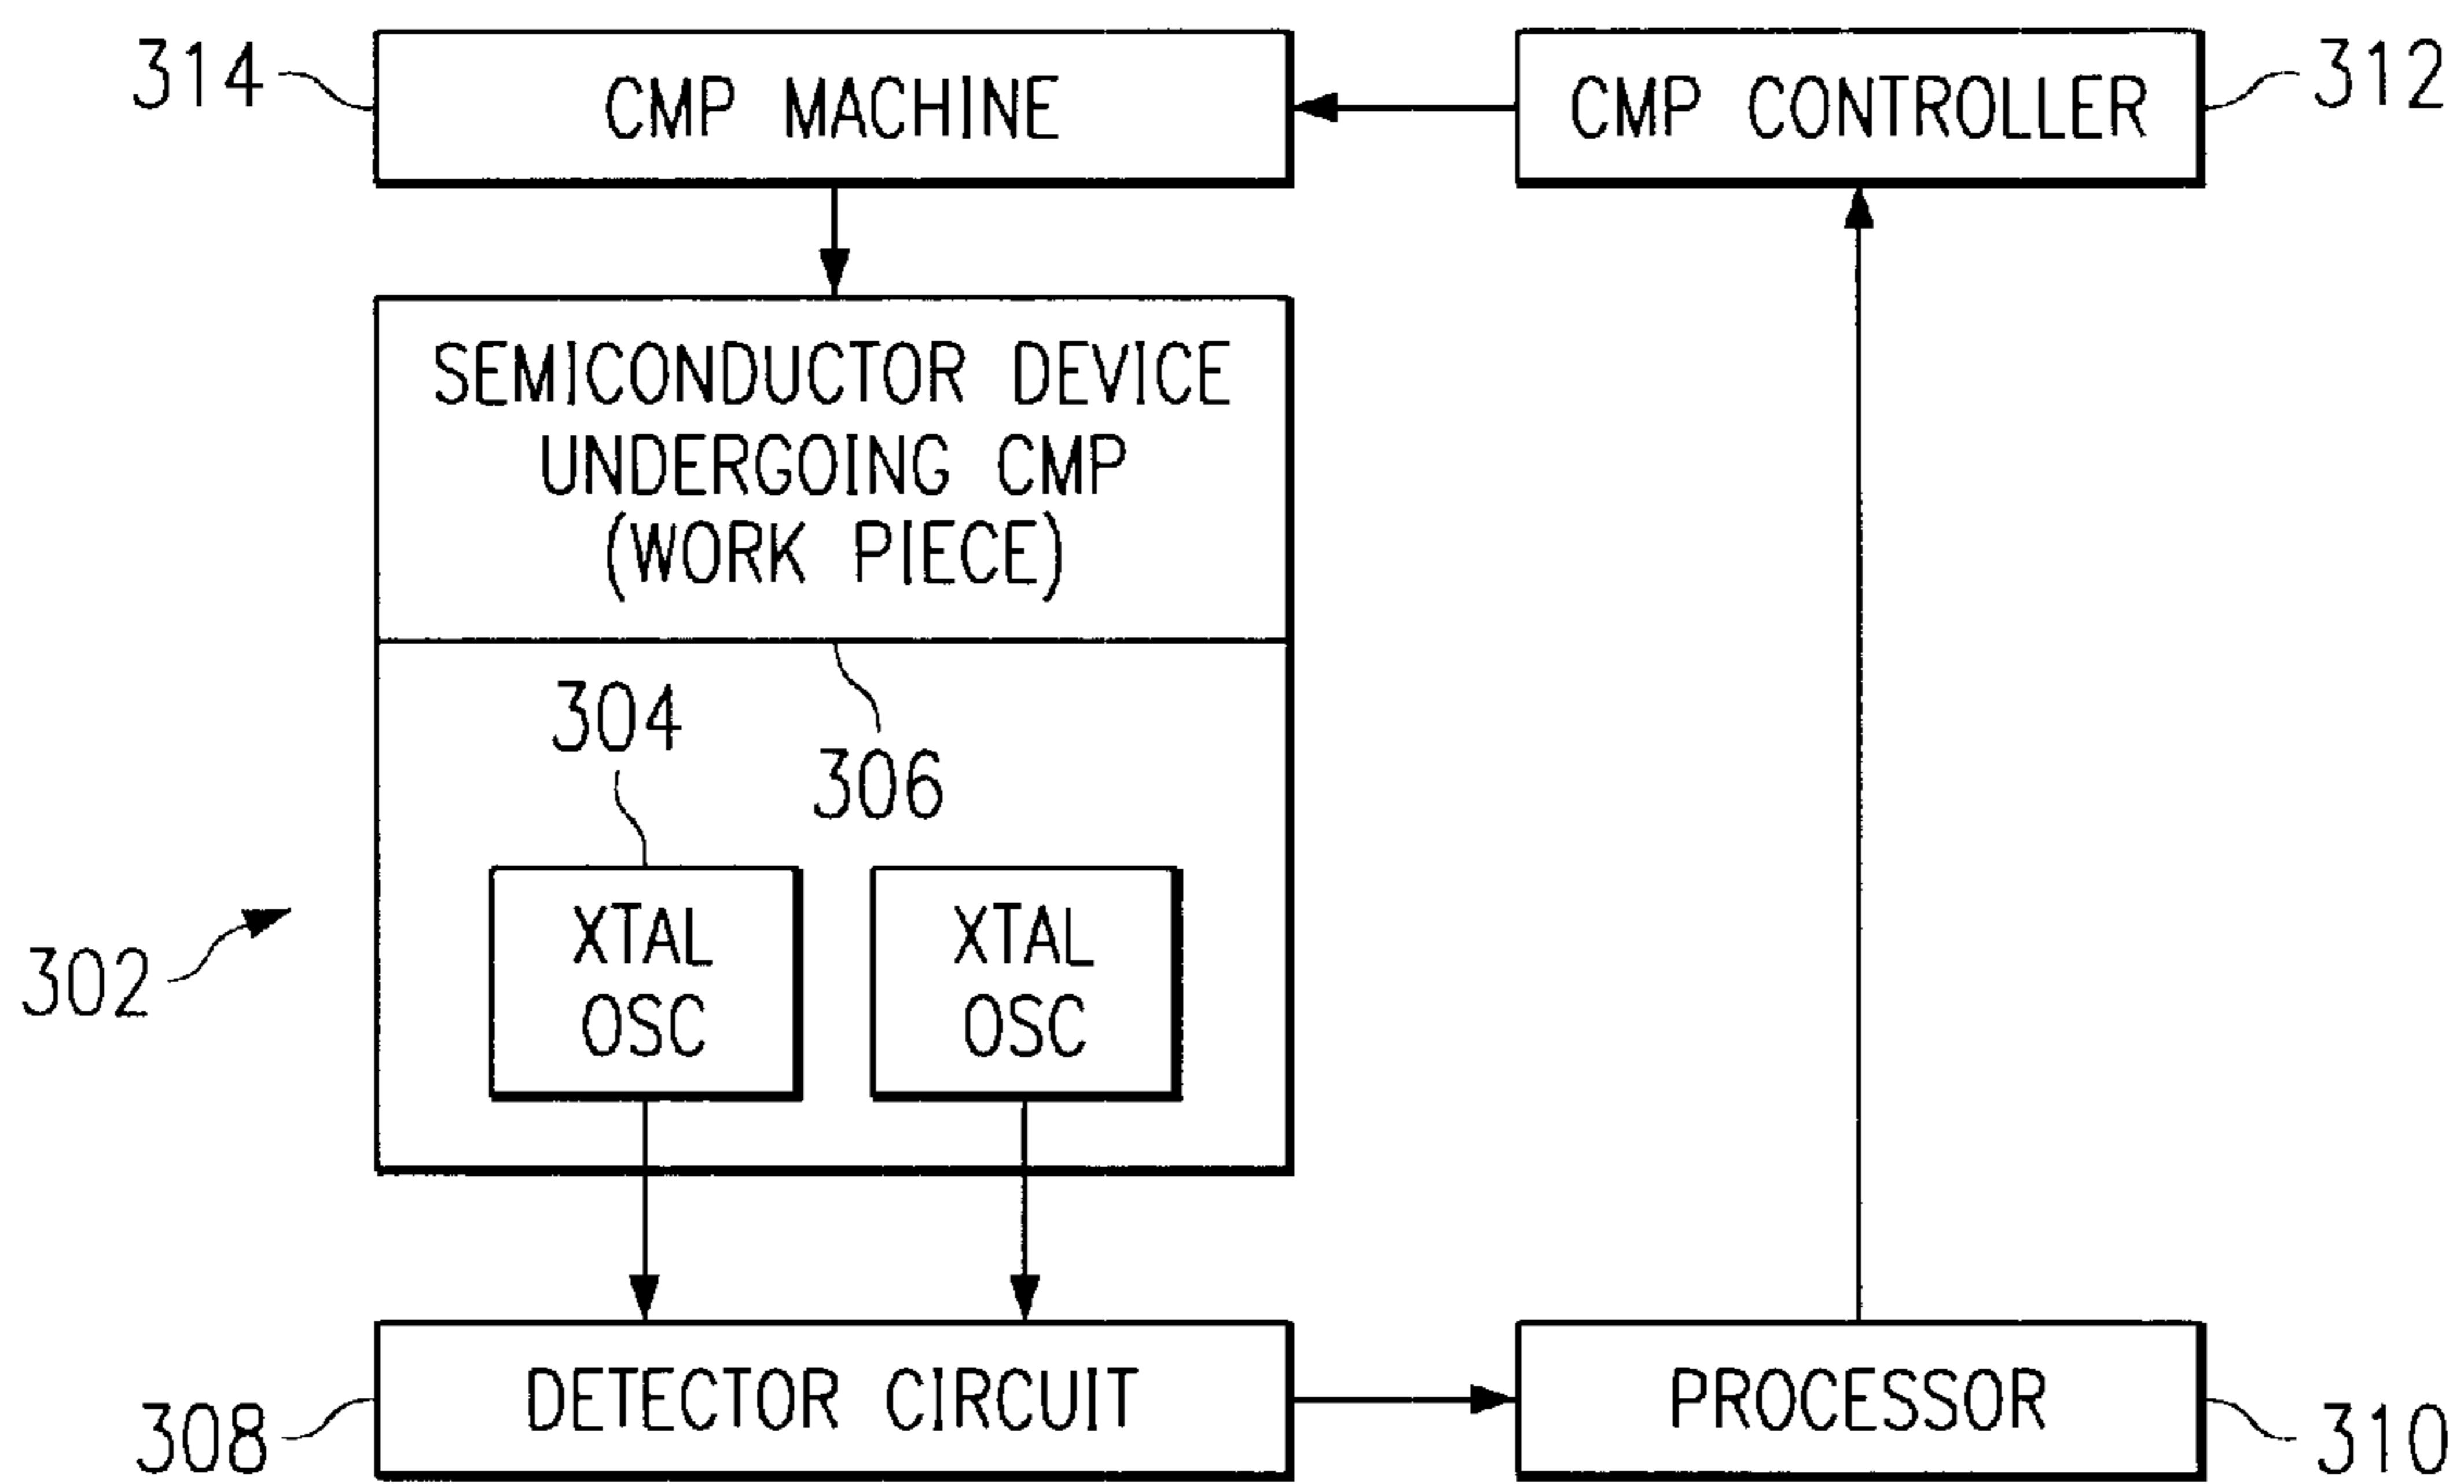 314
CMP MACHINE
CMP CONTROLLER
312
SEMICONDUCTOR DEVICE
UNDERGOING CMP
(WORK PIECE)
304
306
XTAL
OSC
XTAL
OSC
302
DETECTOR CIRCUIT
308
PROCESSOR
310